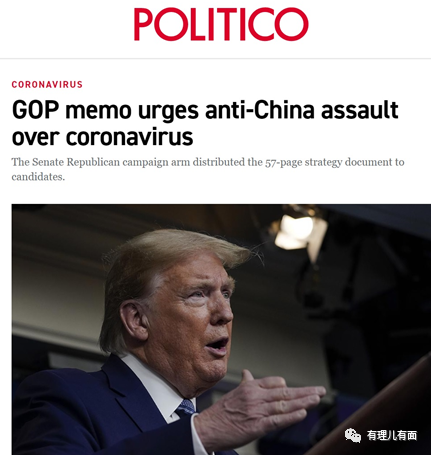 POLITICO
CORONAVIRUS
GOP memo urges anti-China assault
over coronavirus
The Senate Republican campaign arm distributed the 57-page strategy document to
candidates.
有理儿有面